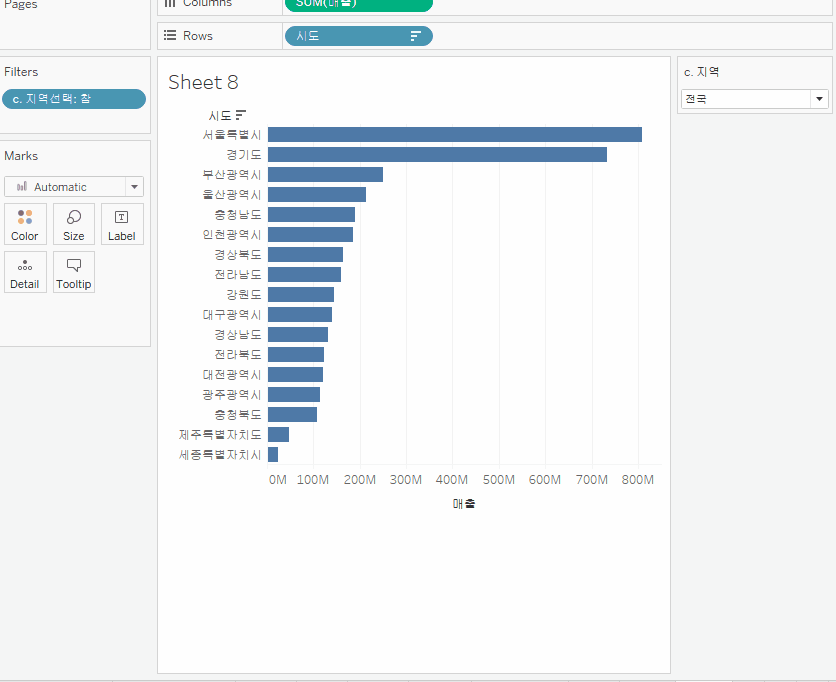 Pages
Columns
SUM(매출)
Rows
시도
Filters
c. 지역선택: 참
Marks
Automatic
Color
Size
Label
Detail
Tooltip
Sheet 8
시도
서울특별시
경기도
부산광역시
울산광역시
충청남도
인천광역시
경상북도
전라남도
강원도
대구광역시
경상남도
전라북도
대전광역시
광주광역시
충청북도
제주특별자치도
세종특별자치시
0M 100M 200M 300M 400M 500M 600M 700M 800M
매출
c. 지역
전국